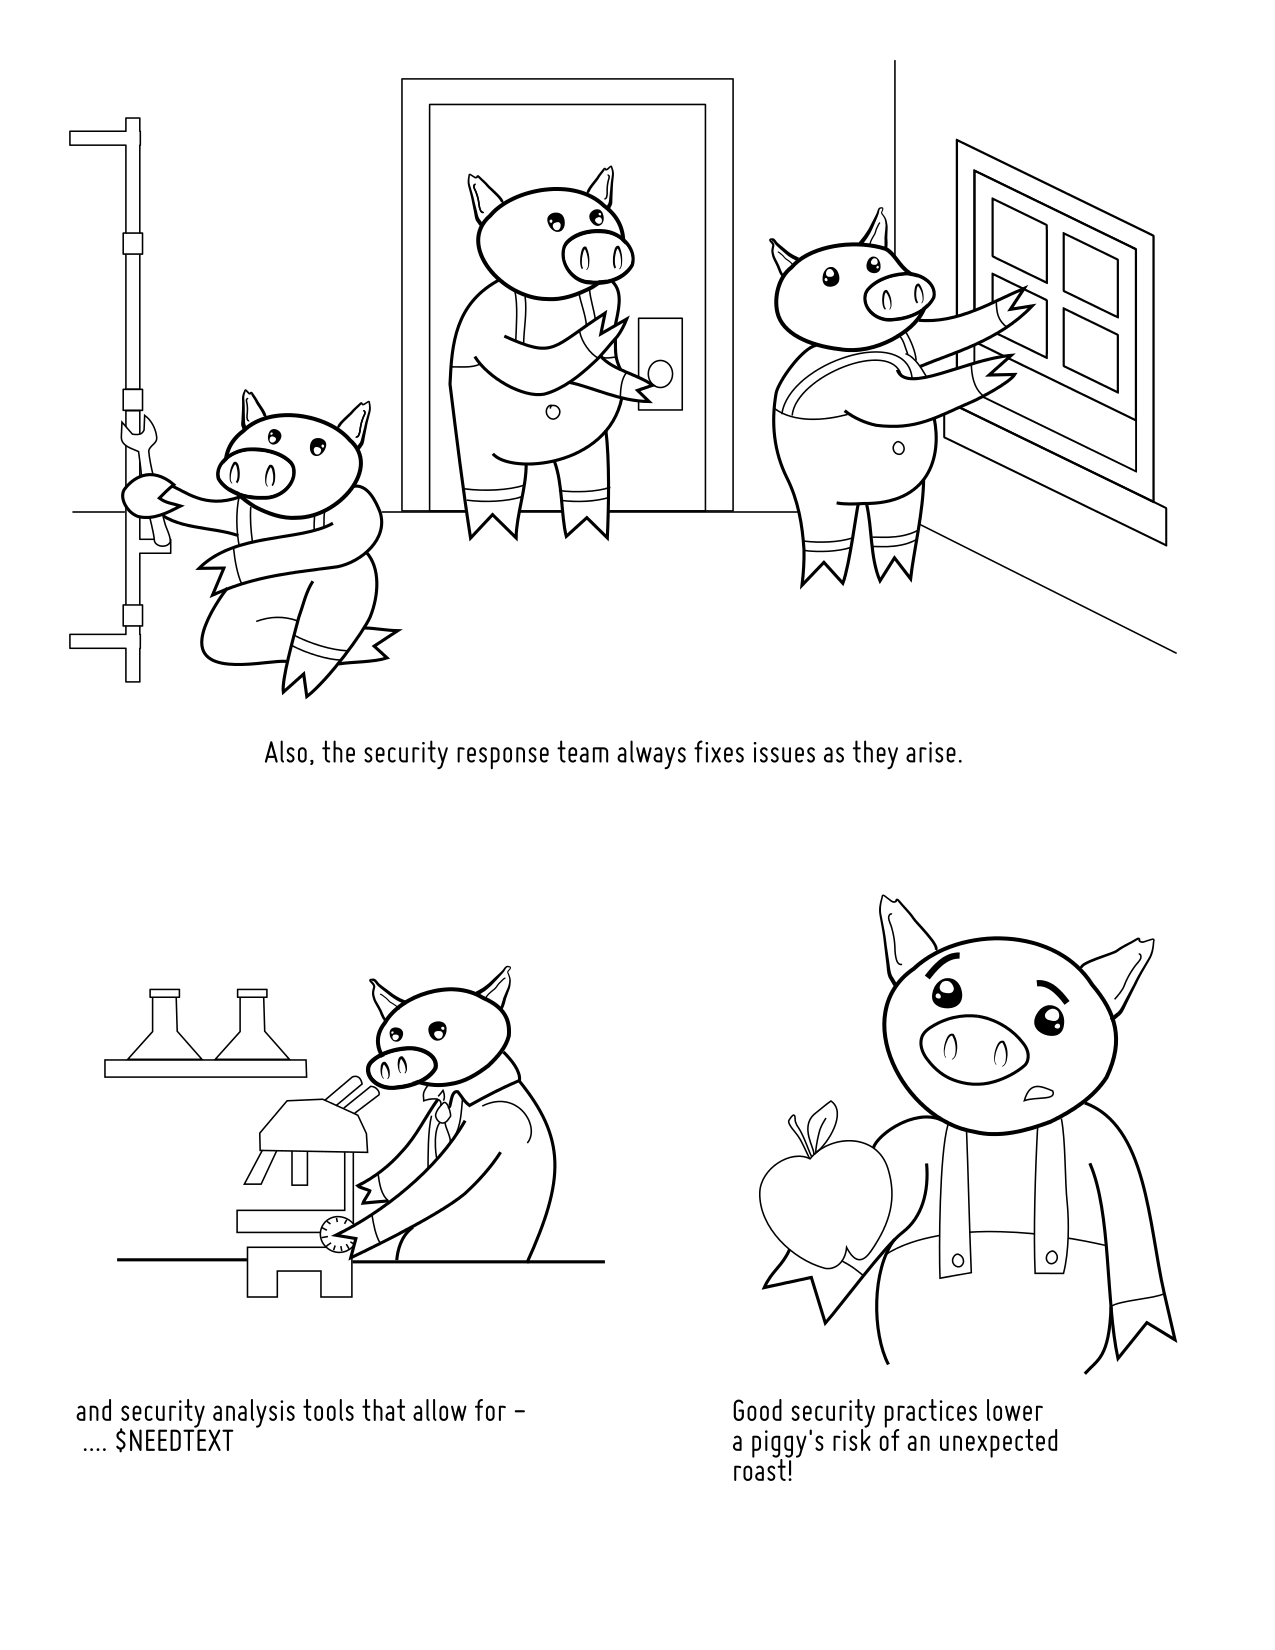 Also, the security response team always fixes issues as they arise.
and security analysis tools that allow for –
.... $NEEDTEXT
Good security practices lower
a piggy's risk of an unexpected
roast!